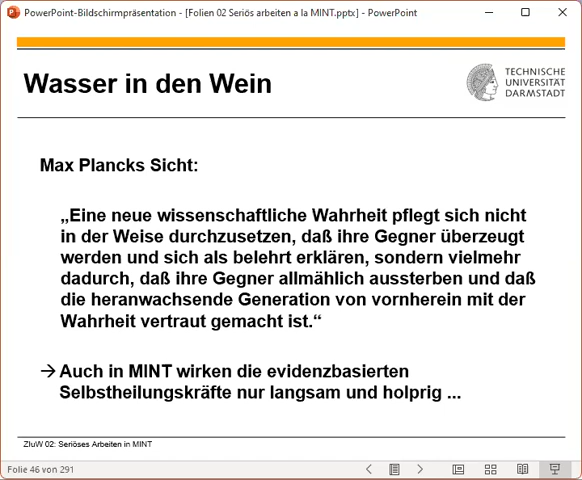 PowerPoint-Bildschirmpräsentation - [Folien 02 Seriös arbeiten a la MINT.pptx] - PowerPoint
Wasser in den Wein
TECHNISCHE
UNIVERSITÄT
DARMSTADT
Max Plancks Sicht:
„Eine neue wissenschaftliche Wahrheit pflegt sich nicht
in der Weise durchzusetzen, daß ihre Gegner überzeugt
werden und sich als belehrt erklären, sondern vielmehr
dadurch, daß ihre Gegner allmählich aussterben und daß
die heranwachsende Generation von vornherein mit der
Wahrheit vertraut gemacht ist.“
→ Auch in MINT wirken die evidenzbasierten
Selbstheilungskräfte nur langsam und holprig ...
ZIuW 02: Seriöses Arbeiten in MINT
Folie 46 von 291